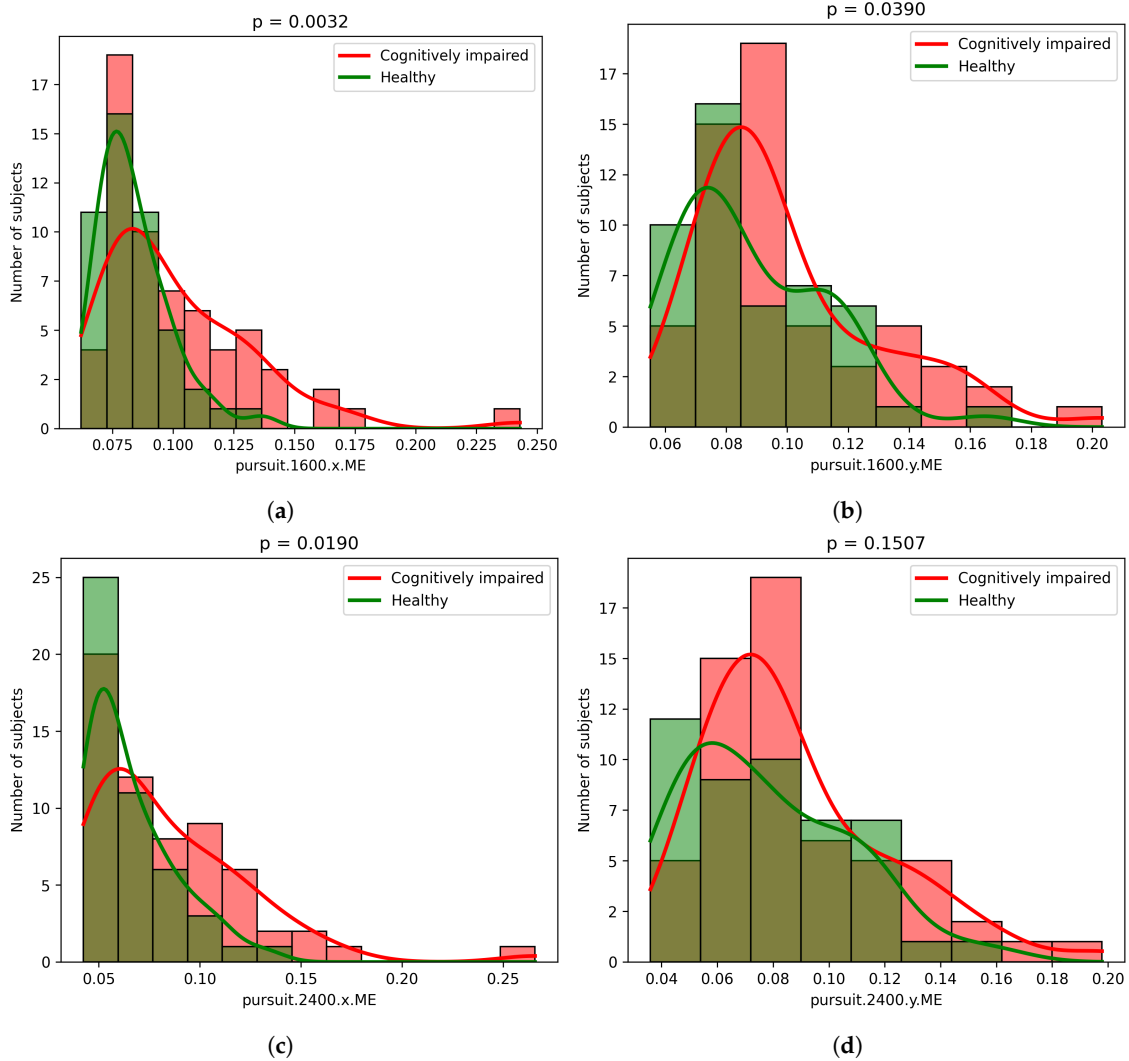 p = 0.0032
Cognitively impaired
Healthy
Number of subjects
17
15
12
10
7
5
2
0
0.075 0.100 0.125 0.150 0.175 0.200 0.225 0.250
pursuit.1600.x.ME
(a)
p = 0.0390
Cognitively impaired
Healthy
Number of subjects
17
15
12
10
7
5
2
0
0.06 0.08 0.10 0.12 0.14 0.16 0.18 0.20
pursuit.1600.y.ME
(b)
p = 0.0190
Cognitively impaired
Healthy
Number of subjects
25
20
15
10
5
0
0.05 0.10 0.15 0.20 0.25
pursuit.2400.x.ME
(c)
p = 0.1507
Cognitively impaired
Healthy
Number of subjects
17
15
12
10
7
5
2
0
0.04 0.06 0.08 0.10 0.12 0.14 0.16 0.18 0.20
pursuit.2400.y.ME
(d)